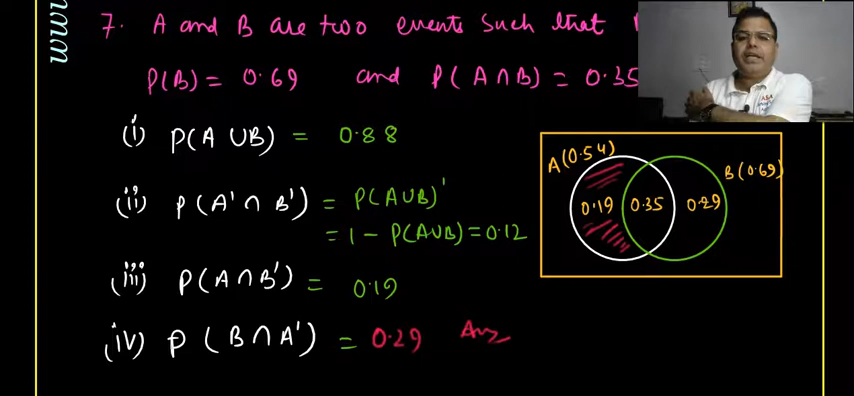 www
7. A and B are two events such that
P(B) = 0.69 and P(A∩B) = 0.35
(i) P(A∪B) = 0.88
(ii) P(A'∩B') = P(A∪B)'
= 1 - P(A∪B) = 0.12
(iii) P(A∩B') = 0.19
(iv) P(B∩A') = 0.29 Ans
A(0.54)
B(0.69)
0.19 0.35 0.29